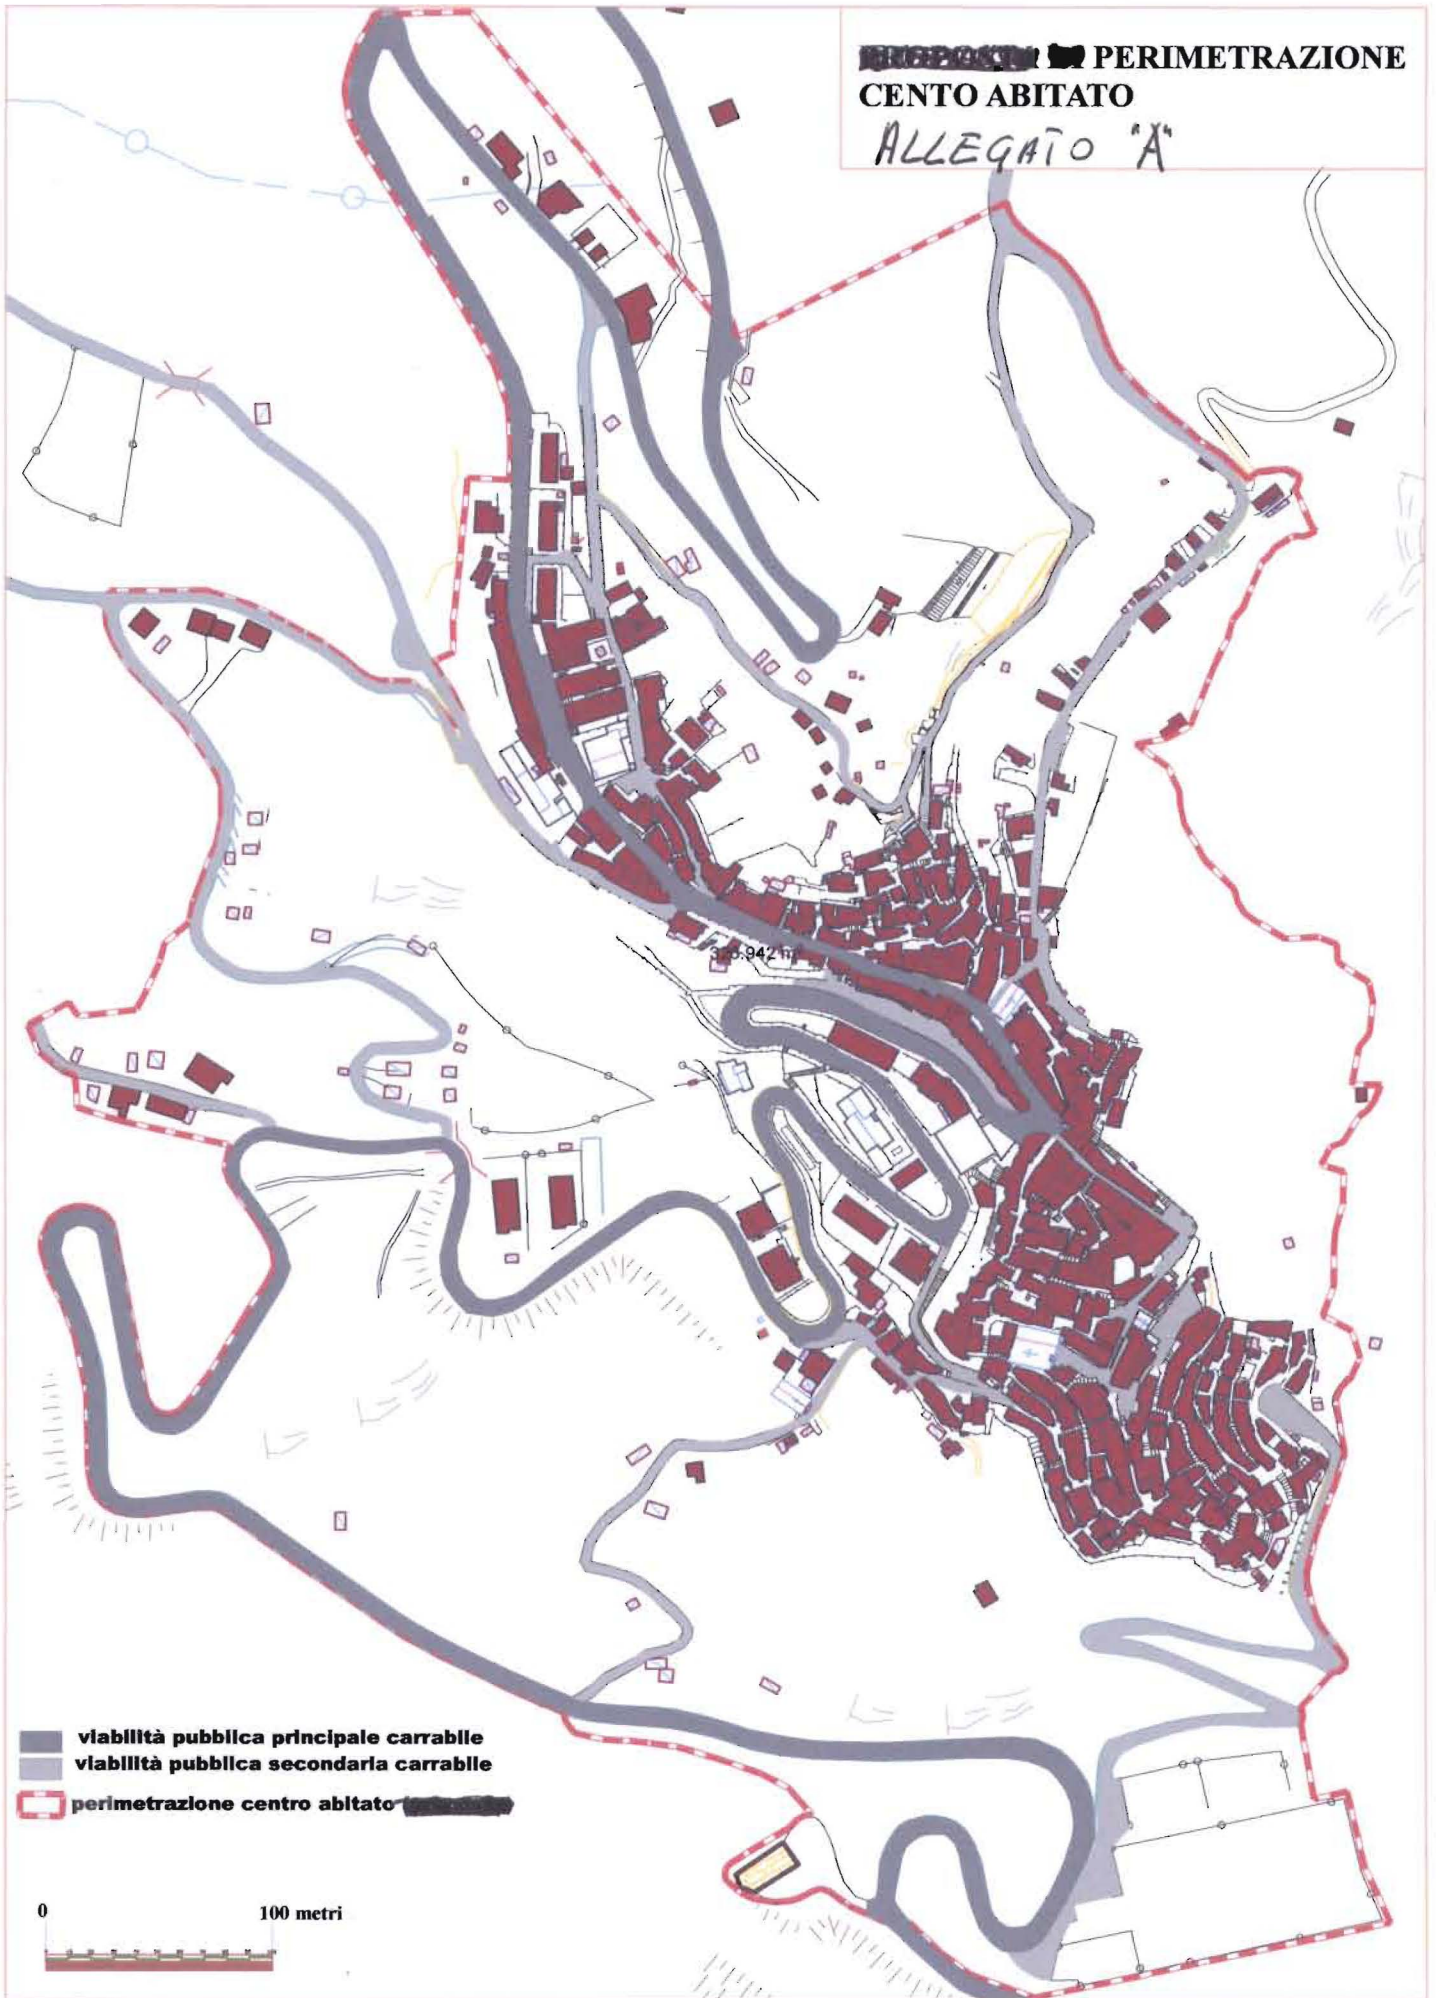 PERIMETRAZIONE
CENTO ABITATO
ALLEGATO "A"
viabilità pubblica principale carrabile
viabilità pubblica secondaria carrabile
perimetrazione centro abitato
0 100 metri